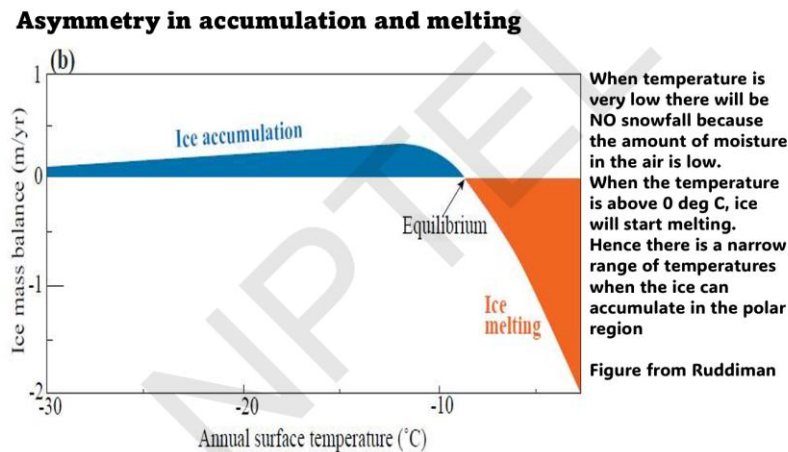 Asymmetry in accumulation and melting
(b)
1
0
-1
-2
-30
-20
-10
Ice mass balance (m/yr)
Annual surface temperature (˚C)
Ice accumulation
Equilibrium
Ice
melting
When temperature is
very low there will be
NO snowfall because
the amount of moisture
in the air is low.
When the temperature
is above 0 deg C, ice
will start melting.
Hence there is a narrow
range of temperatures
when the ice can
accumulate in the polar
region
Figure from Ruddiman
NPTEL